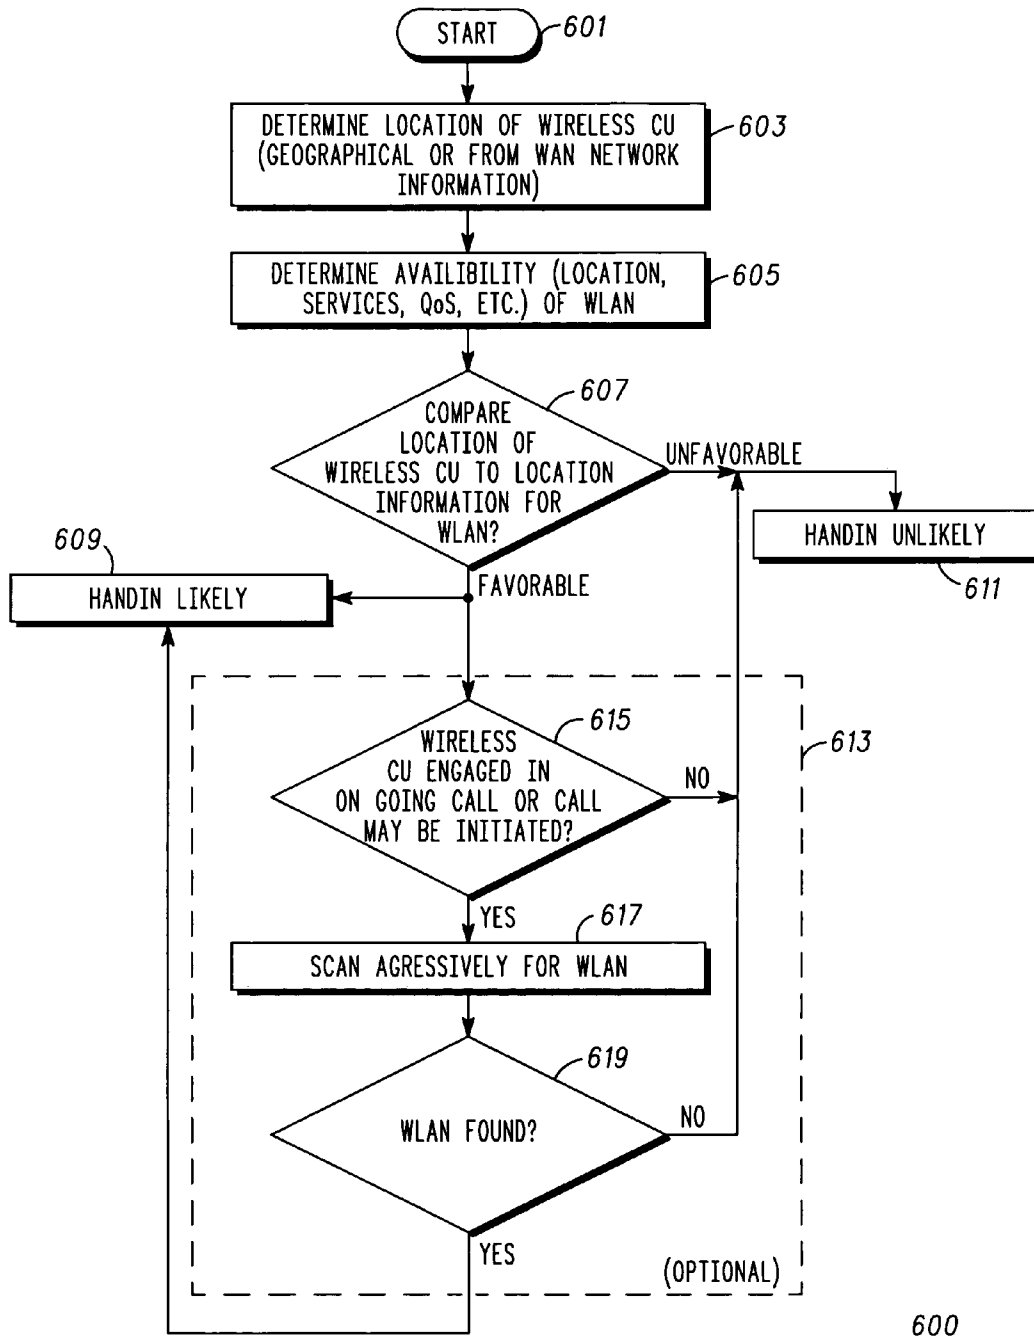 START
601
DETERMINE LOCATION OF WIRELESS CU
(GEOGRAPHICAL OR FROM WAN NETWORK
INFORMATION)
603
DETERMINE AVAILIBILITY (LOCATION,
SERVICES, QoS, ETC.) OF WLAN
605
607
COMPARE
LOCATION OF
WIRELESS CU TO LOCATION
INFORMATION FOR
WLAN?
UNFAVORABLE
HANDIN UNLIKELY
611
609
HANDIN LIKELY
FAVORABLE
613
615
WIRELESS
CU ENGAGED IN
ON GOING CALL OR CALL
MAY BE INITIATED?
NO
YES
617
SCAN AGRESSIVELY FOR WLAN
619
WLAN FOUND?
NO
YES
(OPTIONAL)
600